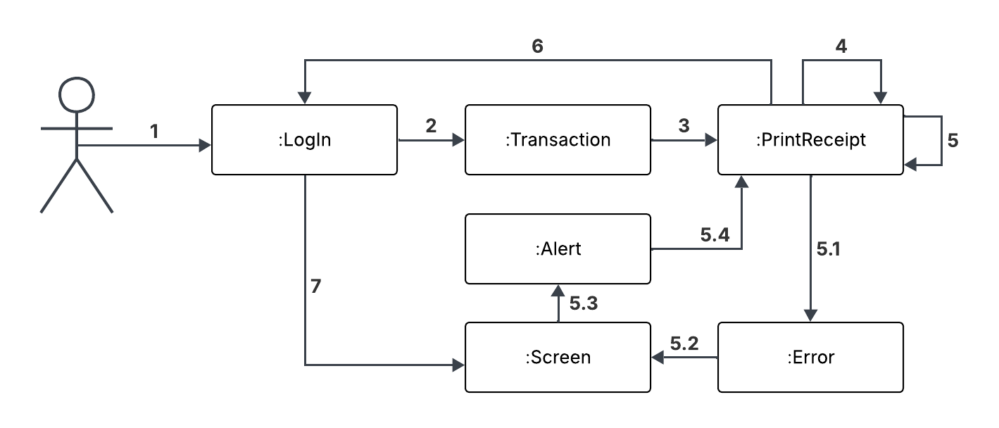 6
4
1
:LogIn
2
:Transaction
3
:PrintReceipt
5
:Alert
5.4
5.1
7
5.3
:Screen
5.2
:Error